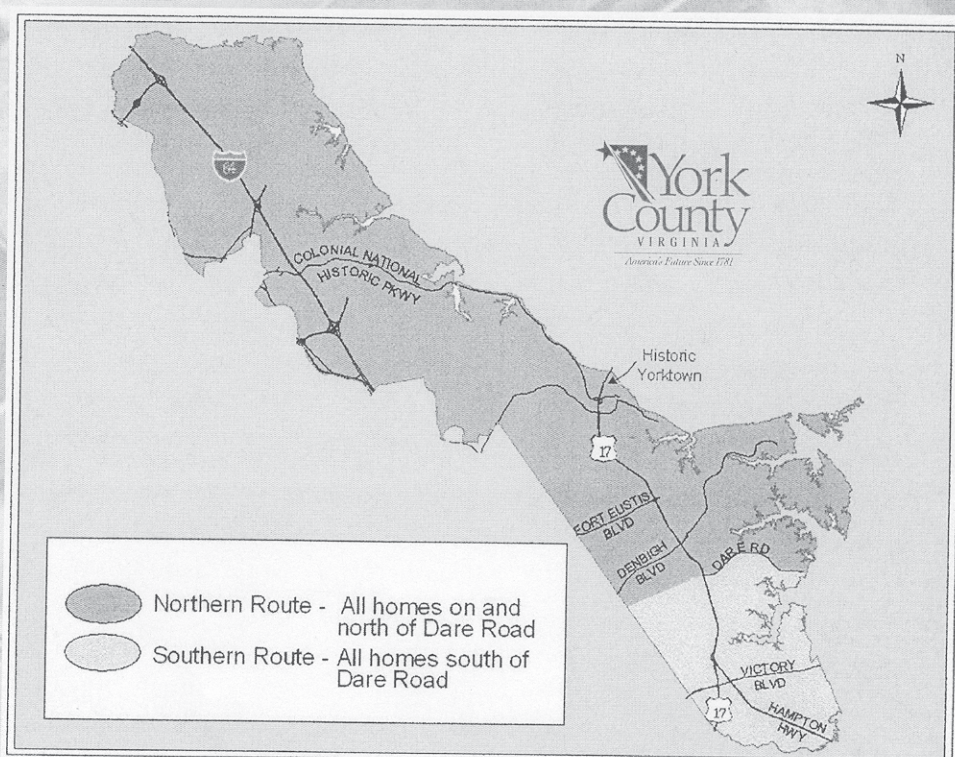 N
64
York
County
VIRGINIA
America's Future Since 1781
COLONIAL NATIONAL
HISTORIC PKWY
Historic
Yorktown
17
FORT EUSTIS
BLVD
DENBIGH
BLVD
DARE RD
Northern Route - All homes on and
north of Dare Road
Southern Route - All homes south of
Dare Road
VICTORY
BLVD
17
HAMPTON
HWY